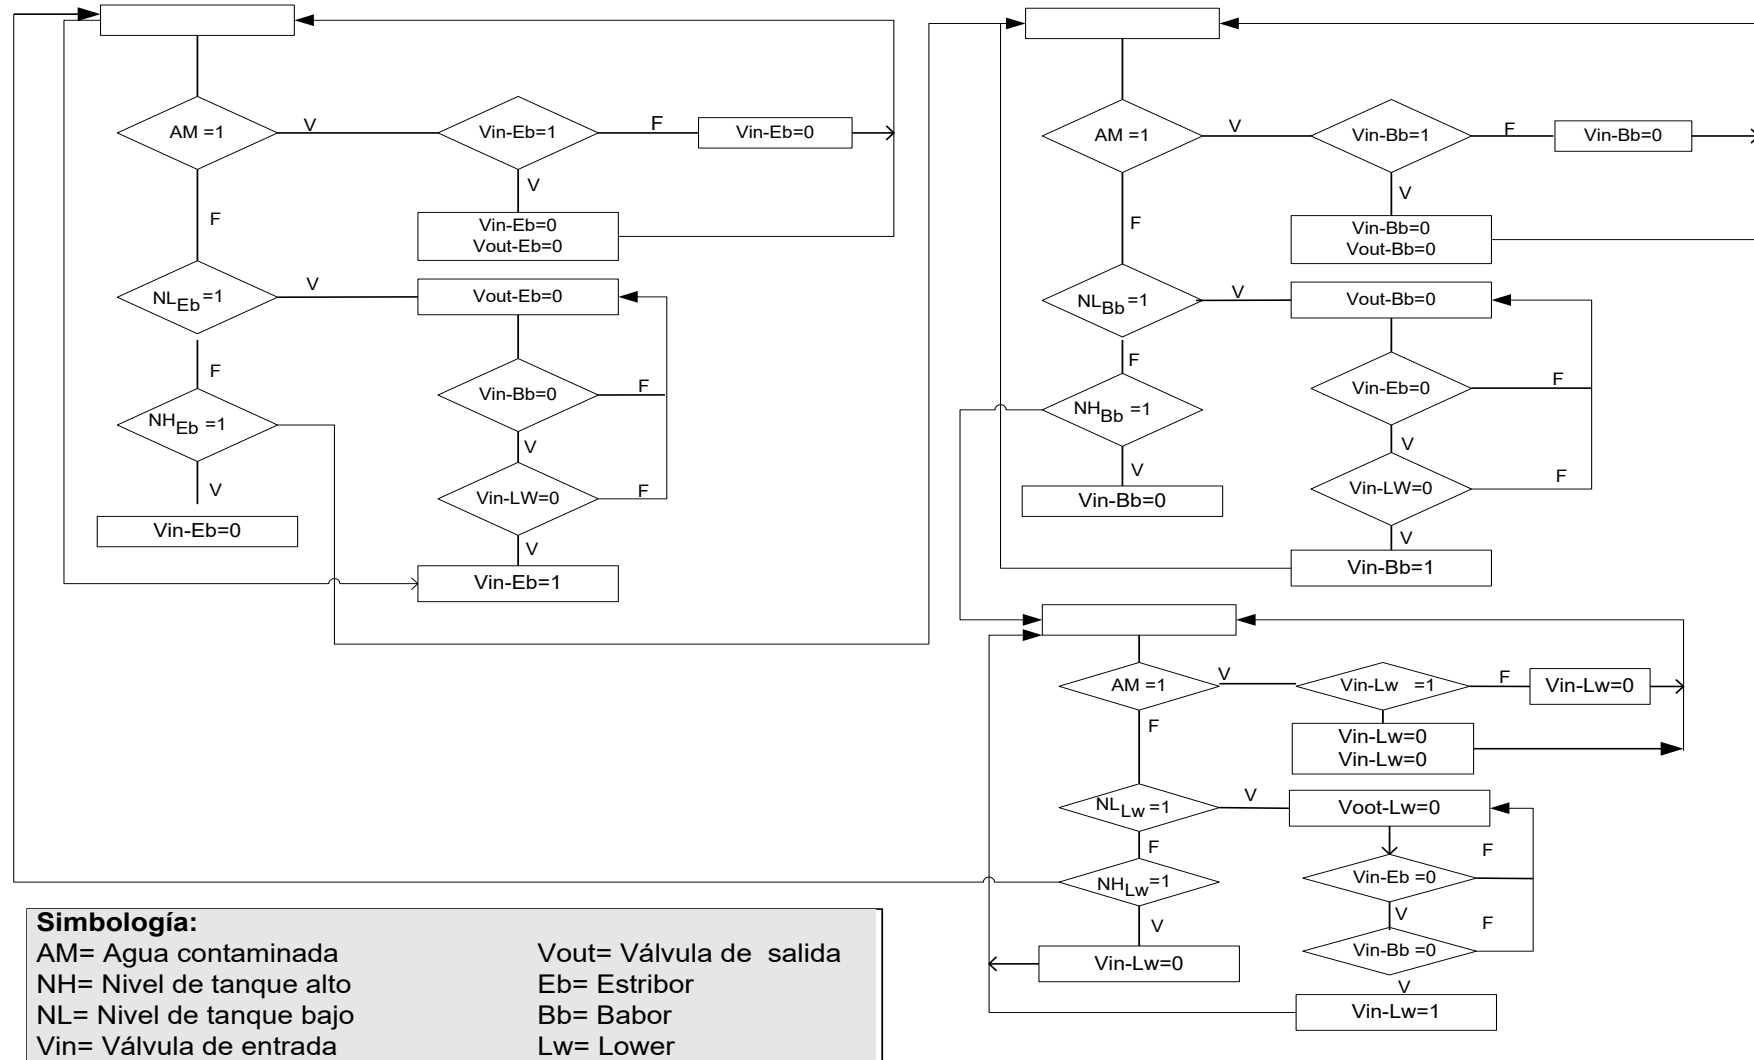 AM =1
V
Vin-Eb=1
F
Vin-Eb=0
V
F
Vin-Eb=0
Vout-Eb=0
NLEb =1
V
Vout-Eb=0
F
Vin-Bb=0
F
NHEb =1
V
V
Vin-LW=0
F
Vin-Eb=0
V
Vin-Eb=1
AM =1
V
Vin-Bb=1
F
Vin-Bb=0
V
F
Vin-Bb=0
Vout-Bb=0
NLBb =1
V
Vout-Bb=0
F
Vin-Eb=0
F
NHBb =1
V
V
Vin-LW=0
F
Vin-Bb=0
V
Vin-Bb=1
AM =1
V
Vin-Lw =1
F
Vin-Lw=0
F
Vin-Lw=0
Vin-Lw=0
NLLw =1
V
Voot-Lw=0
F
F
NHLw =1
Vin-Eb =0
V
V
F
Vin-Lw=0
Vin-Bb =0
V
Vin-Lw=1
Simbología:
AM= Agua contaminada Vout= Válvula de salida
NH= Nivel de tanque alto Eb= Estribor
NL= Nivel de tanque bajo Bb= Babor
Vin= Válvula de entrada Lw= Lower